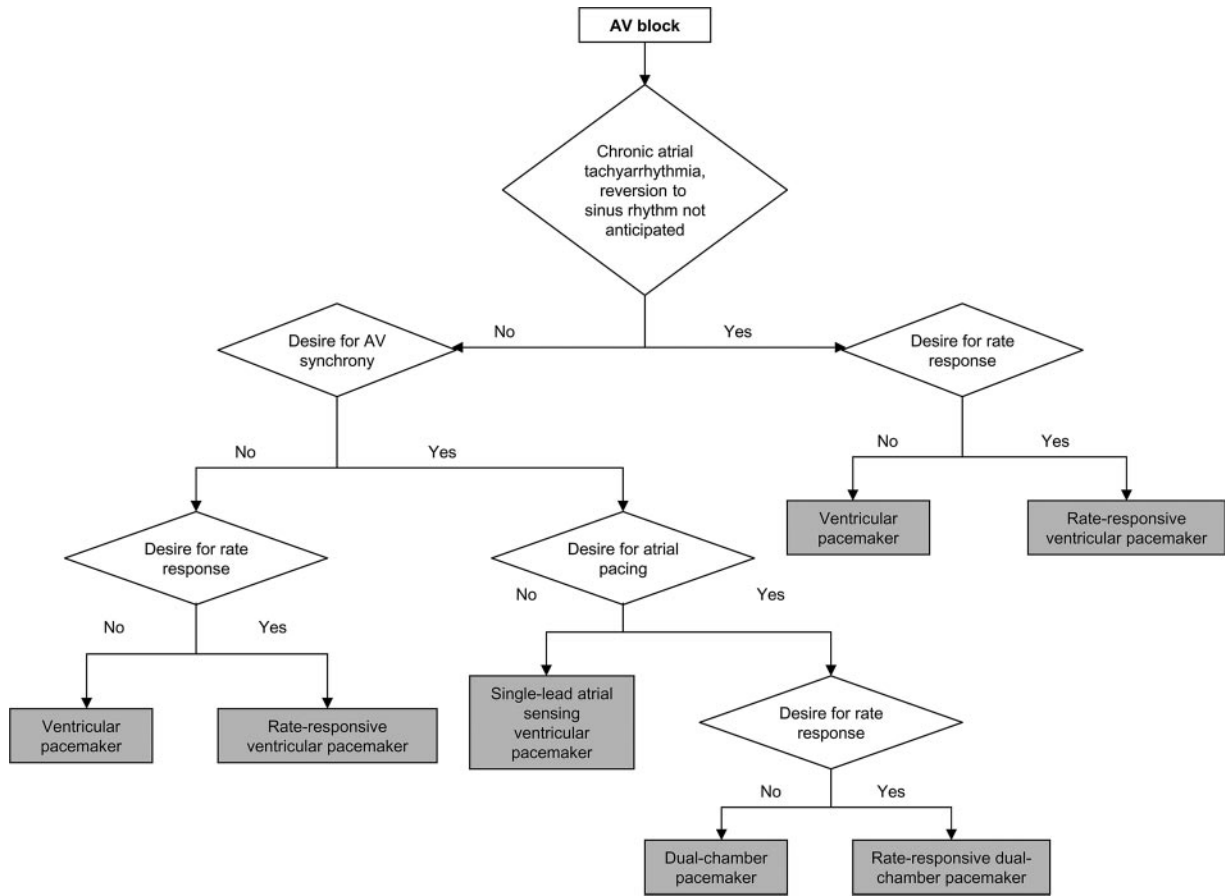 AV block
Chronic atrial
tachyarrhythmia,
reversion to
sinus rhythm not
anticipated
No
Yes
Desire for AV
synchrony
Desire for rate
response
No
Yes
No
Yes
Ventricular
pacemaker
Rate-responsive
ventricular pacemaker
Desire for rate
response
Desire for atrial
pacing
No
Yes
No
Yes
Ventricular
pacemaker
Rate-responsive
ventricular pacemaker
Single-lead atrial
sensing
ventricular
pacemaker
Desire for rate
response
No
Yes
Dual-chamber
pacemaker
Rate-responsive dual-
chamber pacemaker